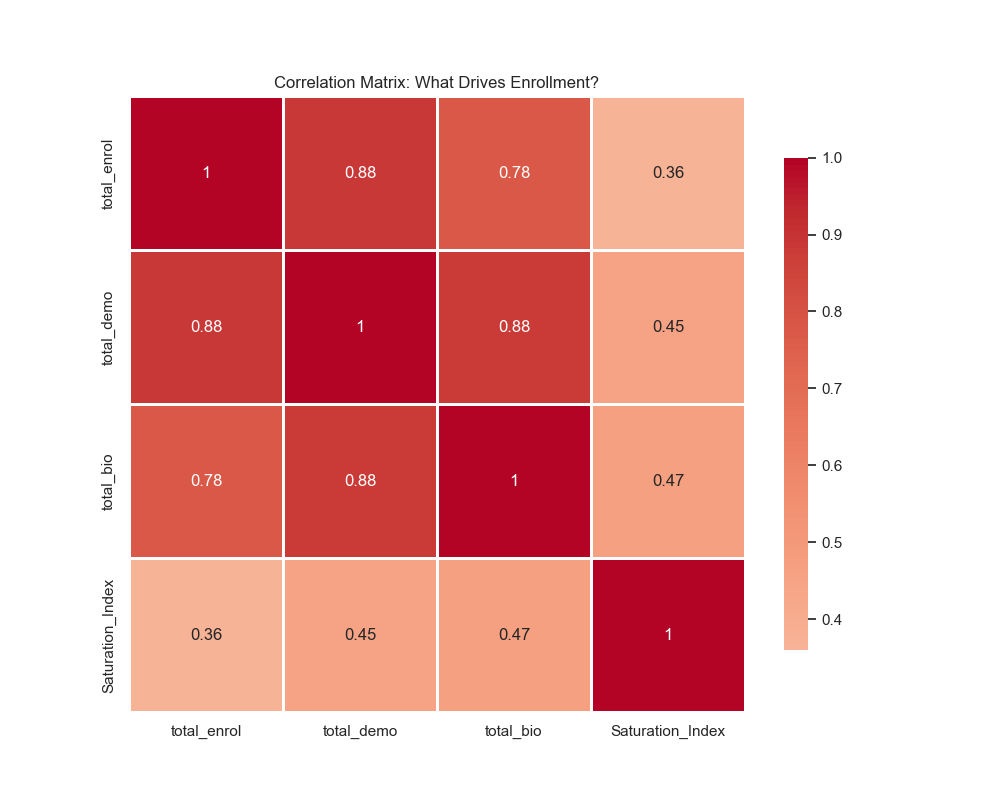 Correlation Matrix: What Drives Enrollment?
total_enrol
1
0.88
0.78
0.36
total_demo
0.88
1
0.88
0.45
total_bio
0.78
0.88
1
0.47
Saturation_Index
0.36
0.45
0.47
1
total_enrol
total_demo
total_bio
Saturation_Index
1.0
0.9
0.8
0.7
0.6
0.5
0.4